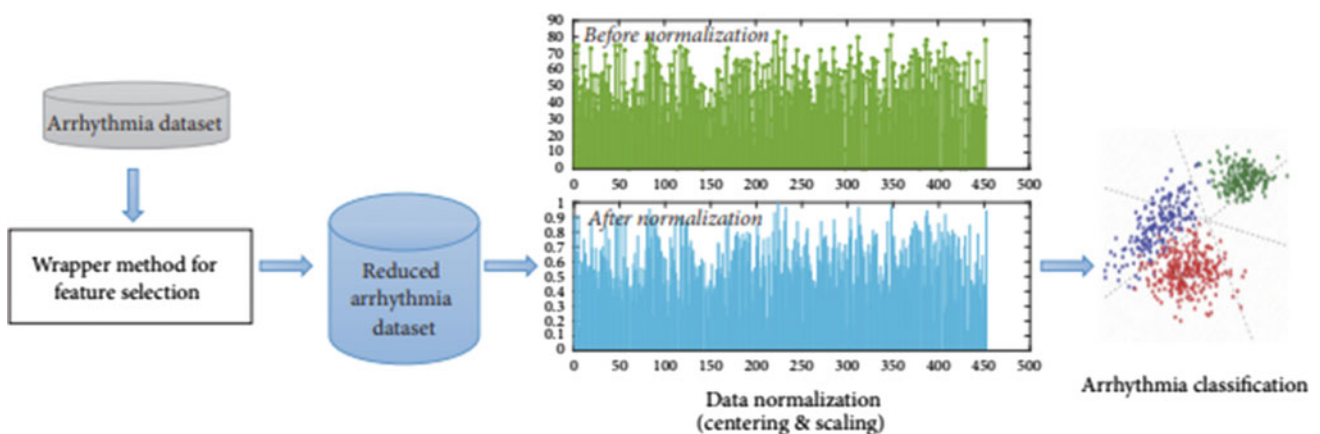 Arrhythmia dataset
Wrapper method for
feature selection
Reduced
arrhythmia
dataset
Before normalization
90
80
70
60
50
40
30
20
10
0
0 50 100 150 200 250 300 350 400 450 500
After normalization
1
0.9
0.8
0.7
0.6
0.5
0.4
0.3
0.2
0.1
0
0 50 100 150 200 250 300 350 400 450 500
Data normalization
(centering & scaling)
Arrhythmia classification